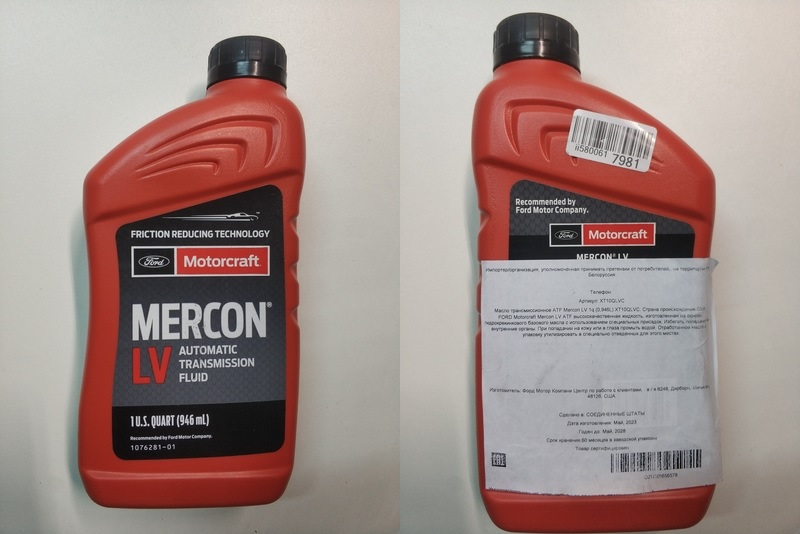 FRICTION REDUCING TECHNOLOGY
Ford
Motorcraft
MERCON®
LV
AUTOMATIC
TRANSMISSION
FLUID
1 U.S. QUART (946 mL)
Recommended by Ford Motor Company.
1076281-01
7981
Recommended by
Ford Motor Company.
Ford
Motorcraft
MERCON® LV
Импортер/организация, уполномоченная принимать претензии от потребителей, на территории
Белоруссия
Телефон
Артикул: XT10QLVC
Масло трансмиссионное ATF Mercon LV 1q (0,946L) XT10QLVC. Страна происхождения:
FORD Motorcraft Mercon LV ATF высококачественная жидкость, изготовленная на основе
гидрокрекингового базового масла с использованием специальных присадок. Избегать попадания во
внутренние органы. При попадании на кожу или в глаза промыть водой. Отработанное масло и
упаковку утилизировать в специально отведенных для этого местах.
Изготовитель: Форд Мотор Компани Центр по работе с клиентами, а / я 6248, Дирборн,
48126, США
Сделано в: СОЕДИНЕННЫЕ ШТАТЫ
Дата изготовления: Май, 2023
Годен до: Май, 2028
Срок хранения 60 месяцев в заводской упаковке
Товар сертифицирован
EAC